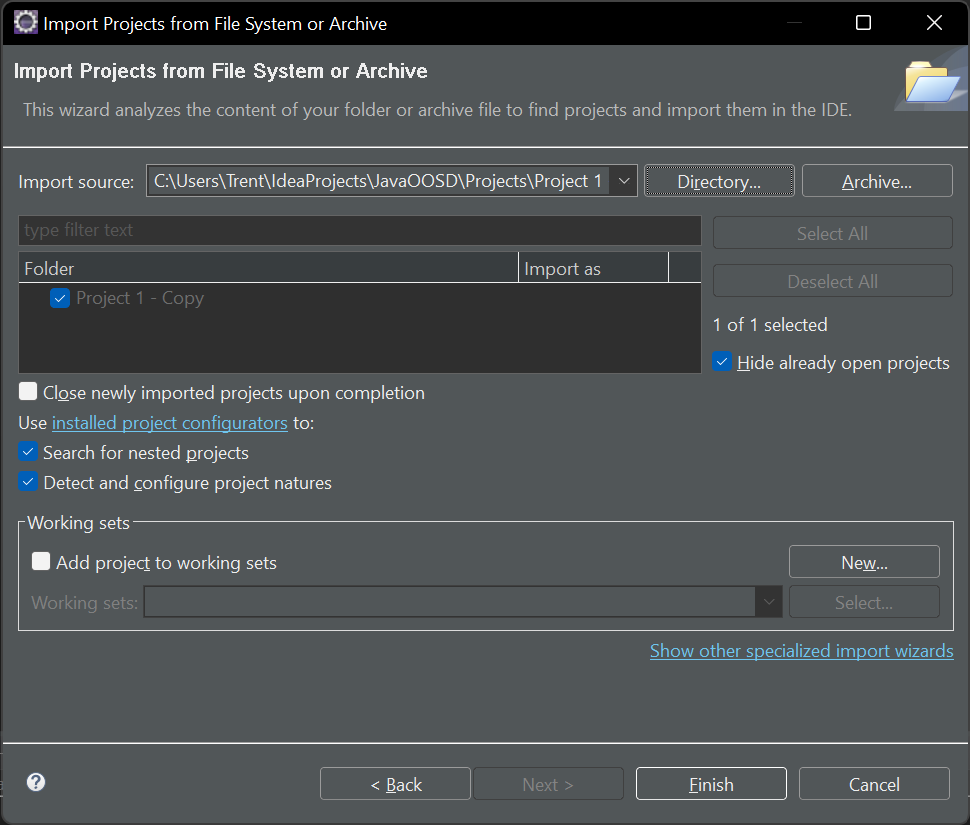 Import Projects from File System or Archive
Import Projects from File System or Archive
This wizard analyzes the content of your folder or archive file to find projects and import them in the IDE.
Import source: C:\Users\Trent\IdeaProjects\JavaOOSD\Projects\Project 1 Directory... Archive...
type filter text Select All
Folder Import as
Deselect All
Project 1 - Copy
1 of 1 selected
Hide already open projects
Close newly imported projects upon completion
Use installed project configurators to:
Search for nested projects
Detect and configure project natures
Working sets
Add project to working sets New...
Working sets: Select...
Show other specialized import wizards
? < Back Next > Finish Cancel